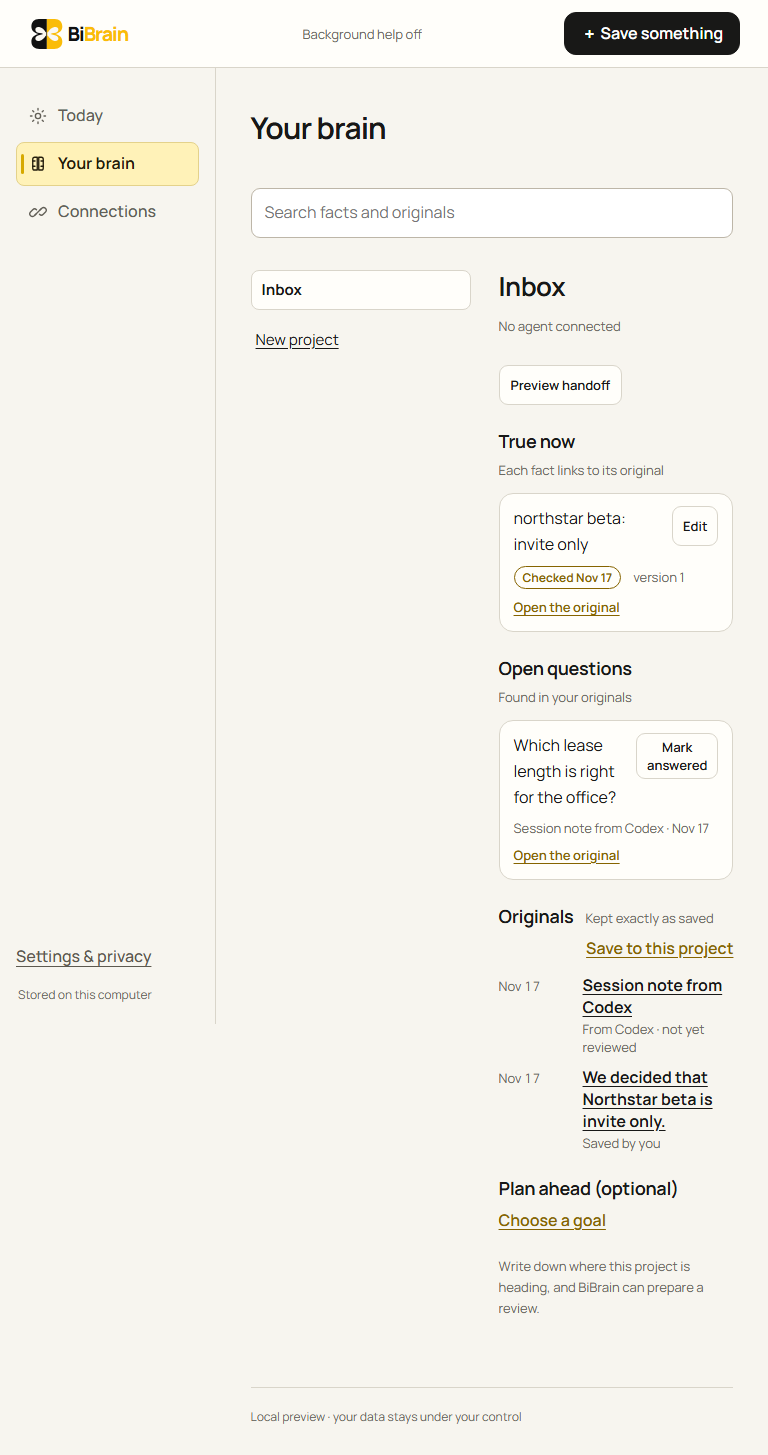 BiBrain
Background help off
+ Save something
Today
Your brain
Connections
Settings & privacy
Stored on this computer
Your brain
Search facts and originals
Inbox
New project
Inbox
No agent connected
Preview handoff
True now
Each fact links to its original
northstar beta:
invite only
Edit
Checked Nov 17
version 1
Open the original
Open questions
Found in your originals
Which lease
length is right
for the office?
Mark
answered
Session note from Codex · Nov 17
Open the original
Originals
Kept exactly as saved
Save to this project
Nov 17
Session note from
Codex
From Codex · not yet
reviewed
Nov 17
We decided that
Northstar beta is
invite only.
Saved by you
Plan ahead (optional)
Choose a goal
Write down where this project is
heading, and BiBrain can prepare a
review.
Local preview · your data stays under your control